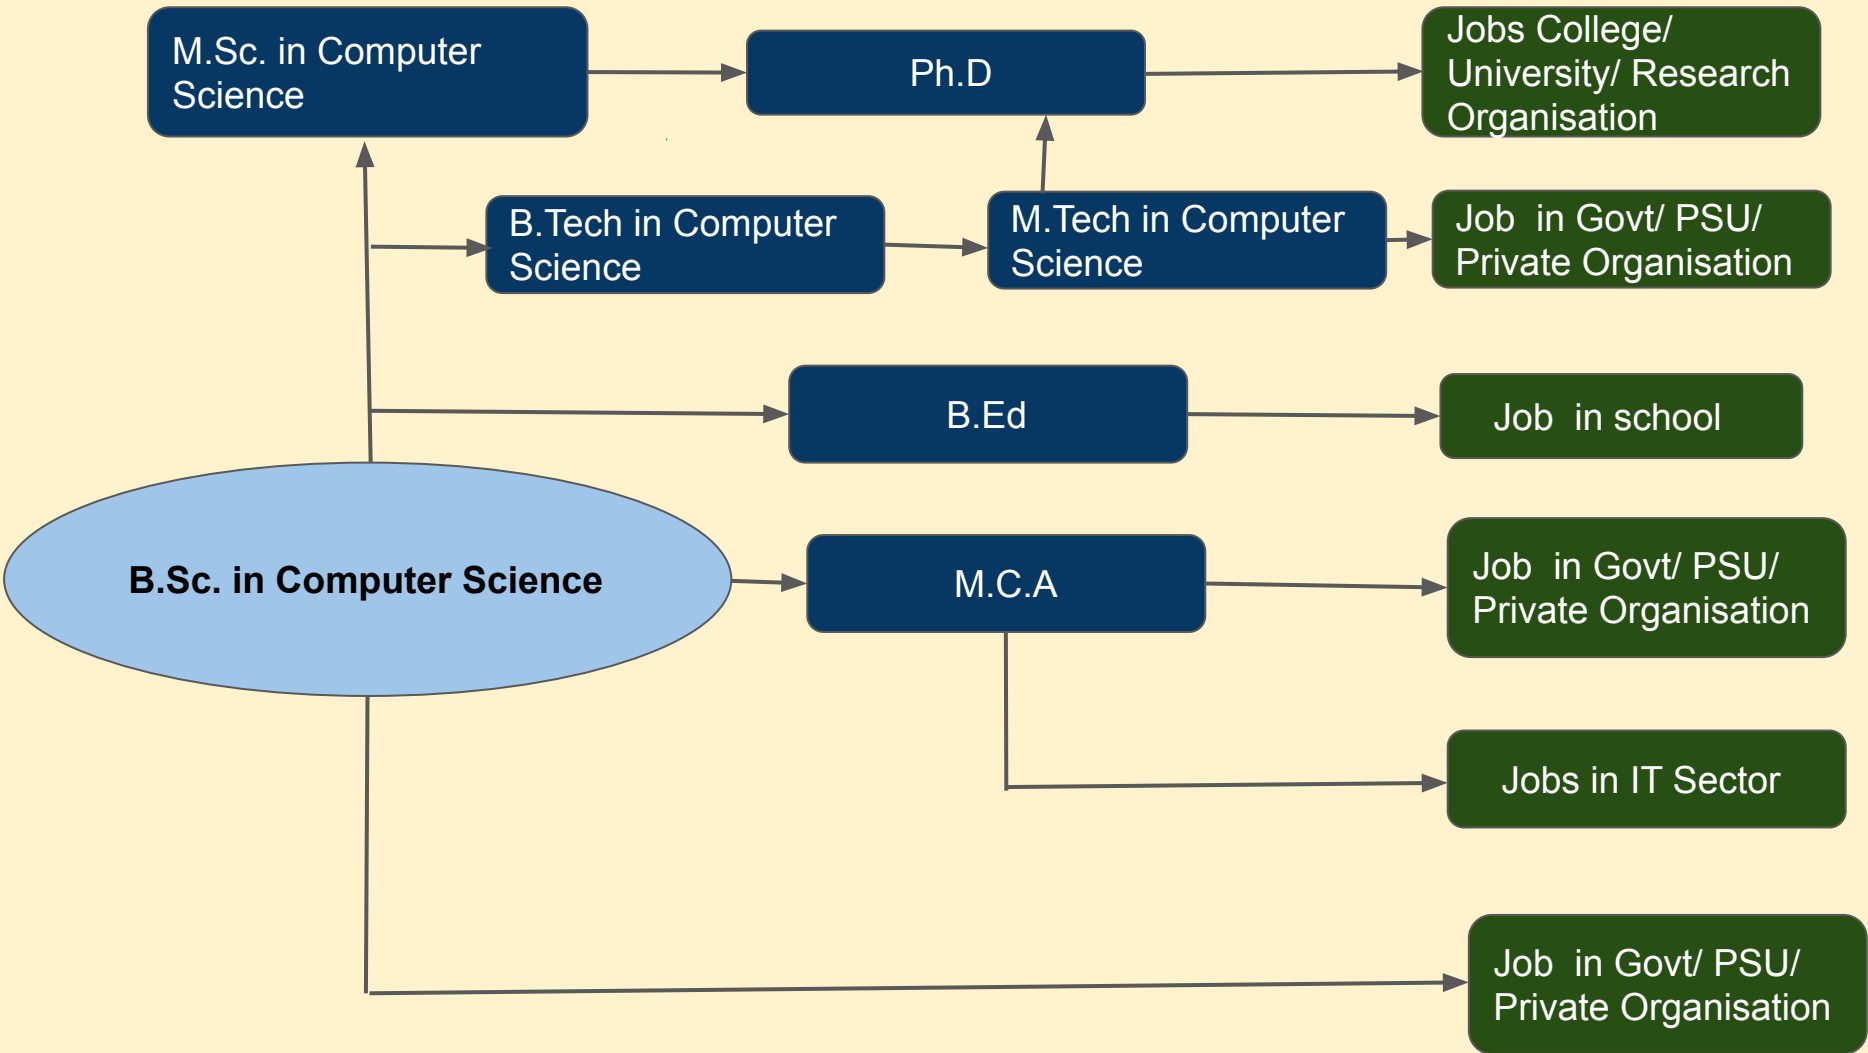 M.Sc. in Computer
Science
Ph.D
Jobs College/
University/ Research
Organisation
B.Tech in Computer
Science
M.Tech in Computer
Science
Job  in Govt/ PSU/
Private Organisation
B.Ed
Job  in school
B.Sc. in Computer Science
M.C.A
Job  in Govt/ PSU/
Private Organisation
Jobs in IT Sector
Job  in Govt/ PSU/
Private Organisation